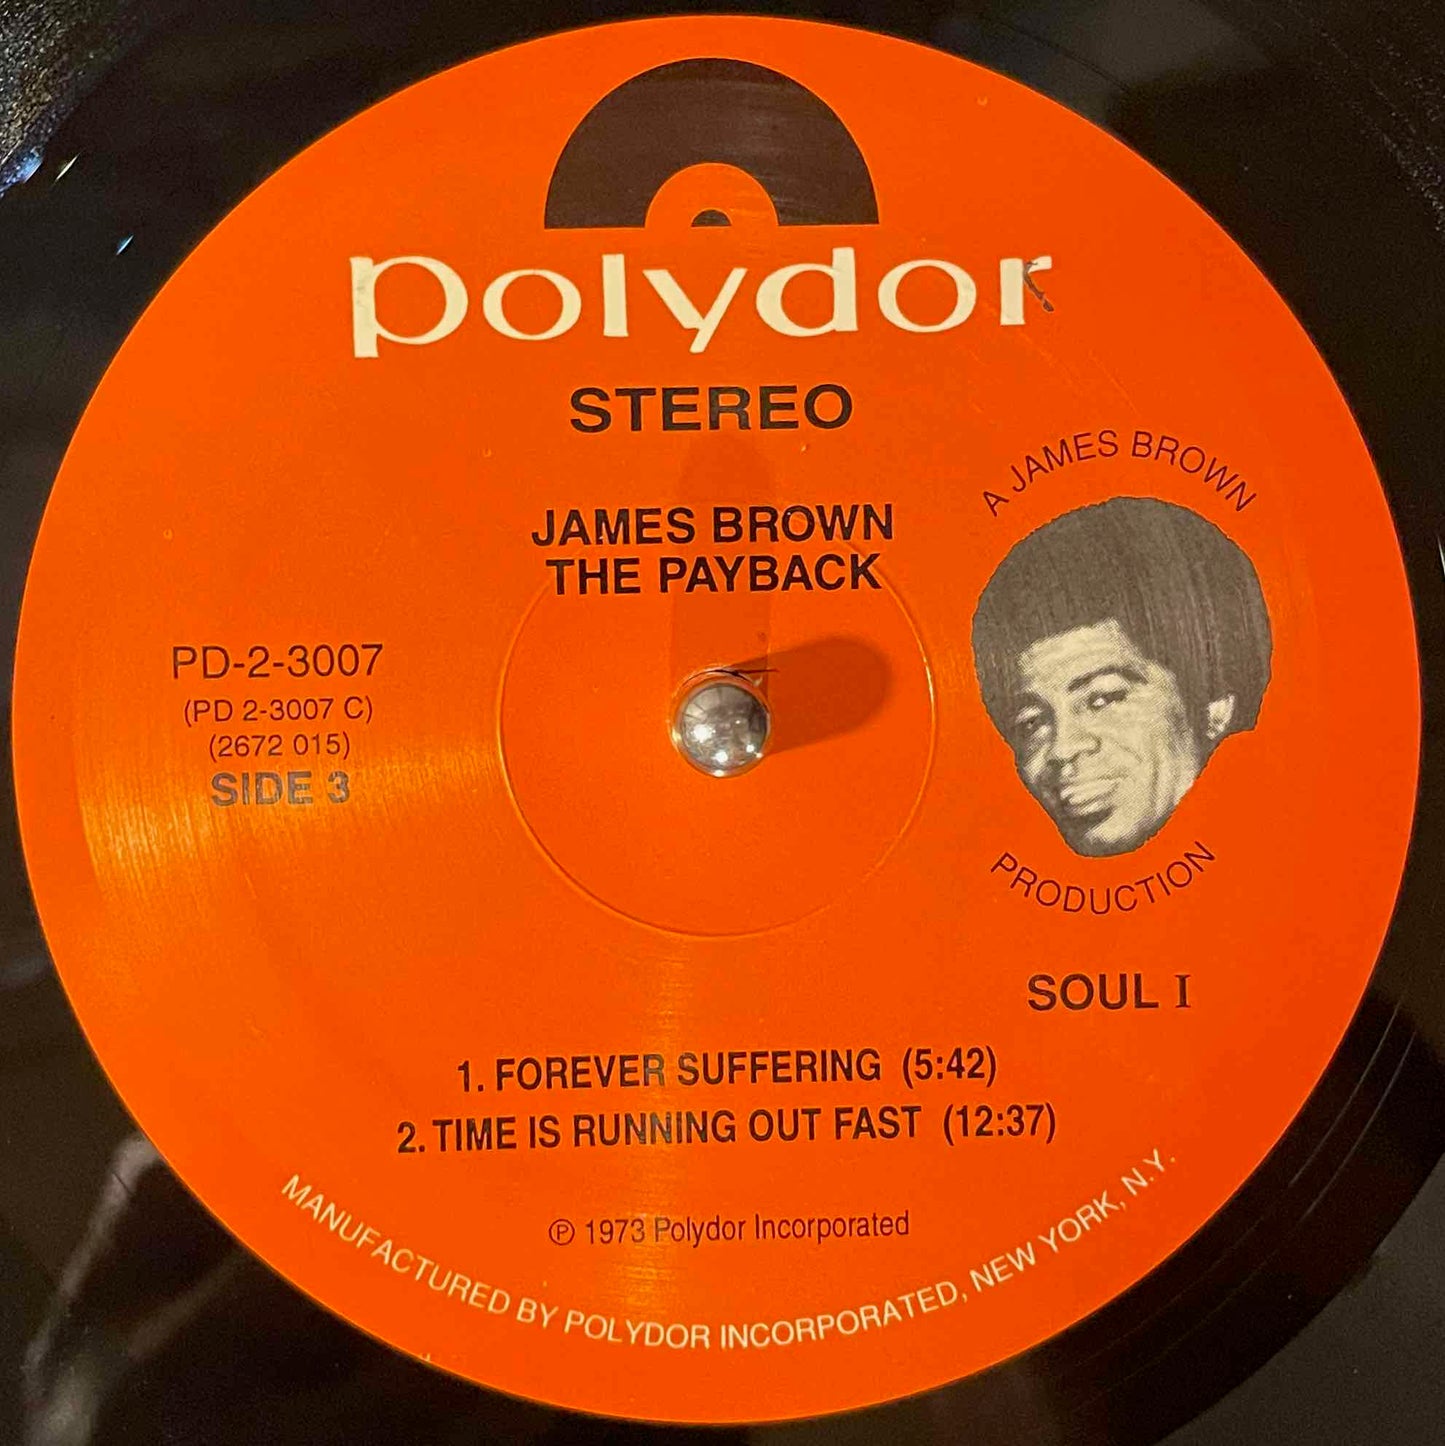 polydor
STEREO
JAMES BROWN
THE PAYBACK
A JAMES BROWN
PRODUCTION
PD-2-3007
(PD 2-3007 C)
(2672 015)
SIDE 3
SOUL I
1. FOREVER SUFFERING (5:42)
2. TIME IS RUNNING OUT FAST (12:37)
℗ 1973 Polydor Incorporated
MANUFACTURED BY POLYDOR INCORPORATED, NEW YORK, N.Y.